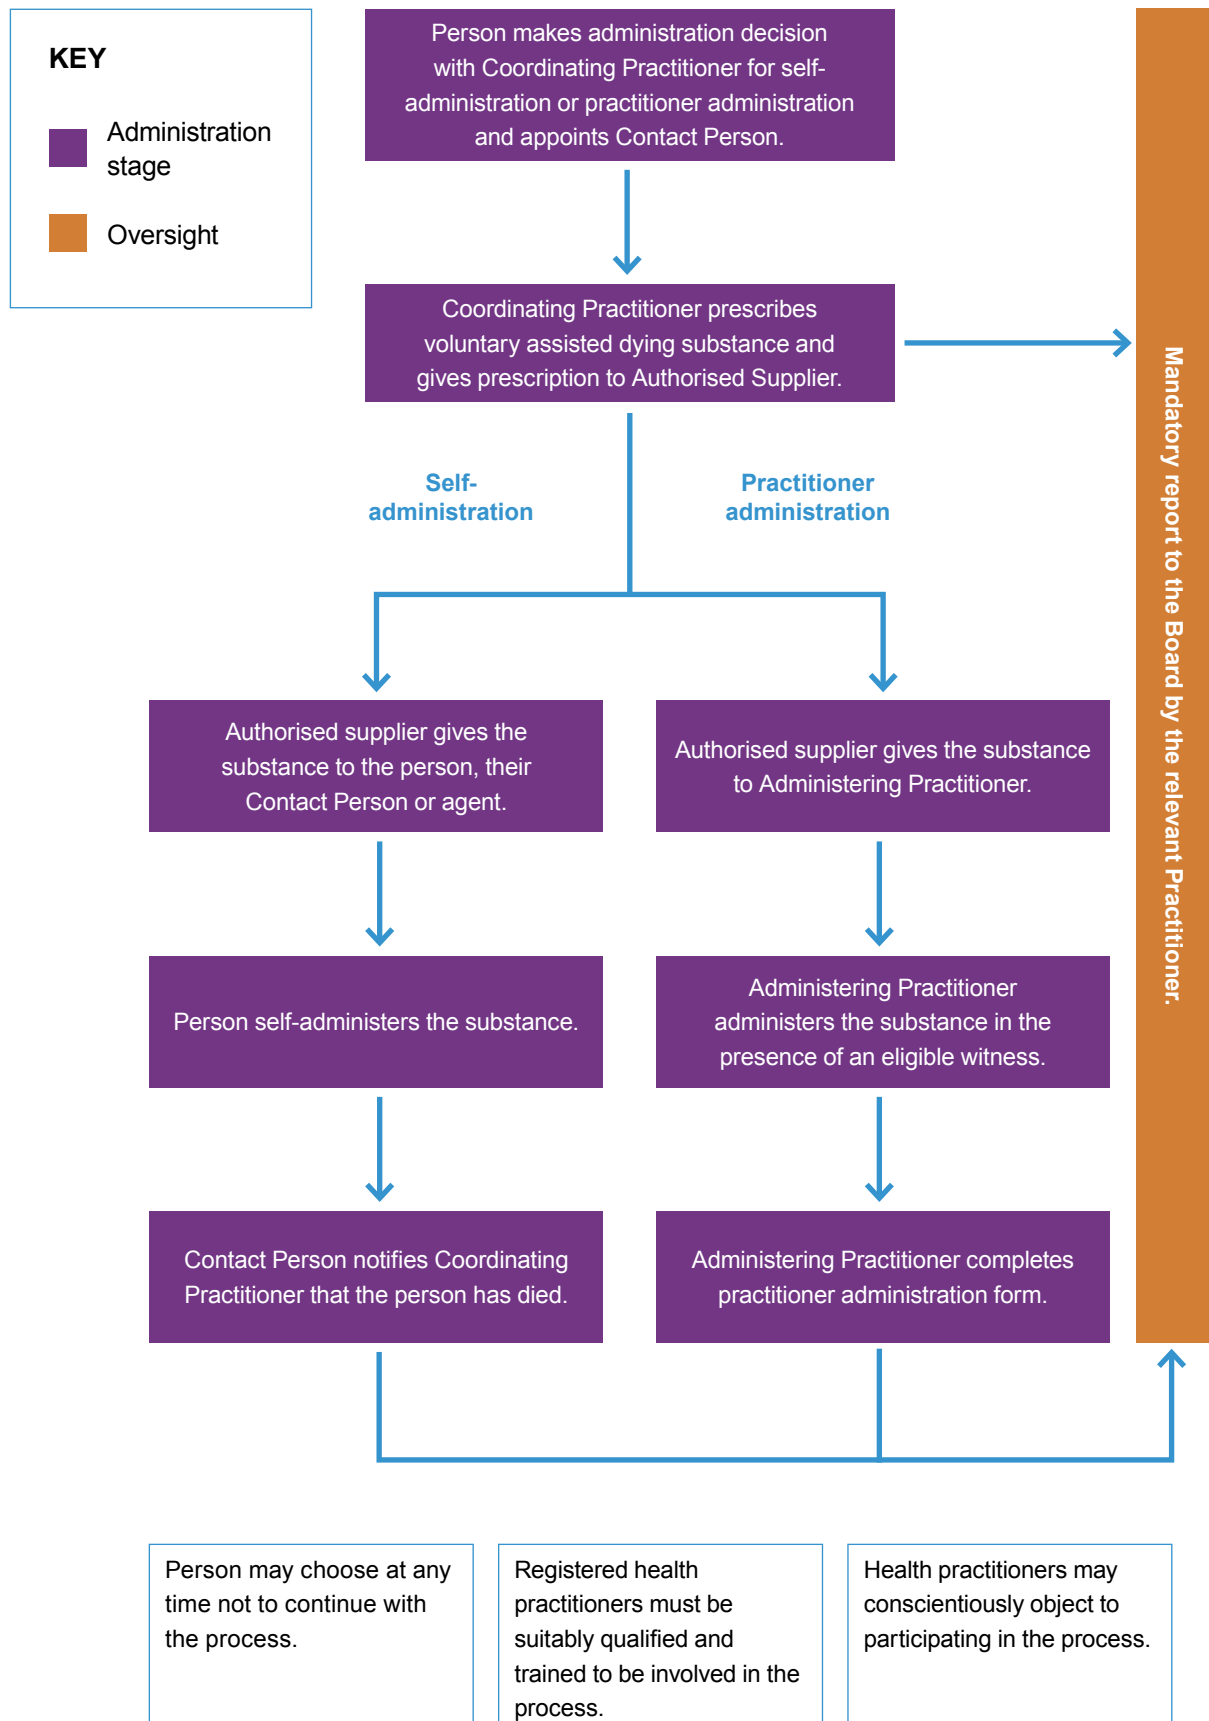 KEY
Administration
stage
Oversight
Person makes administration decision
with Coordinating Practitioner for self-
administration or practitioner administration
and appoints Contact Person.
Coordinating Practitioner prescribes
voluntary assisted dying substance and
gives prescription to Authorised Supplier.
Self-
administration
Practitioner
administration
Authorised supplier gives the
substance to the person, their
Contact Person or agent.
Authorised supplier gives the substance
to Administering Practitioner.
Person self-administers the substance.
Administering Practitioner
administers the substance in the
presence of an eligible witness.
Contact Person notifies Coordinating
Practitioner that the person has died.
Administering Practitioner completes
practitioner administration form.
Mandatory report to the Board by the relevant Practitioner.
Person may choose at any
time not to continue with
the process.
Registered health
practitioners must be
suitably qualified and
trained to be involved in the
process.
Health practitioners may
conscientiously object to
participating in the process.